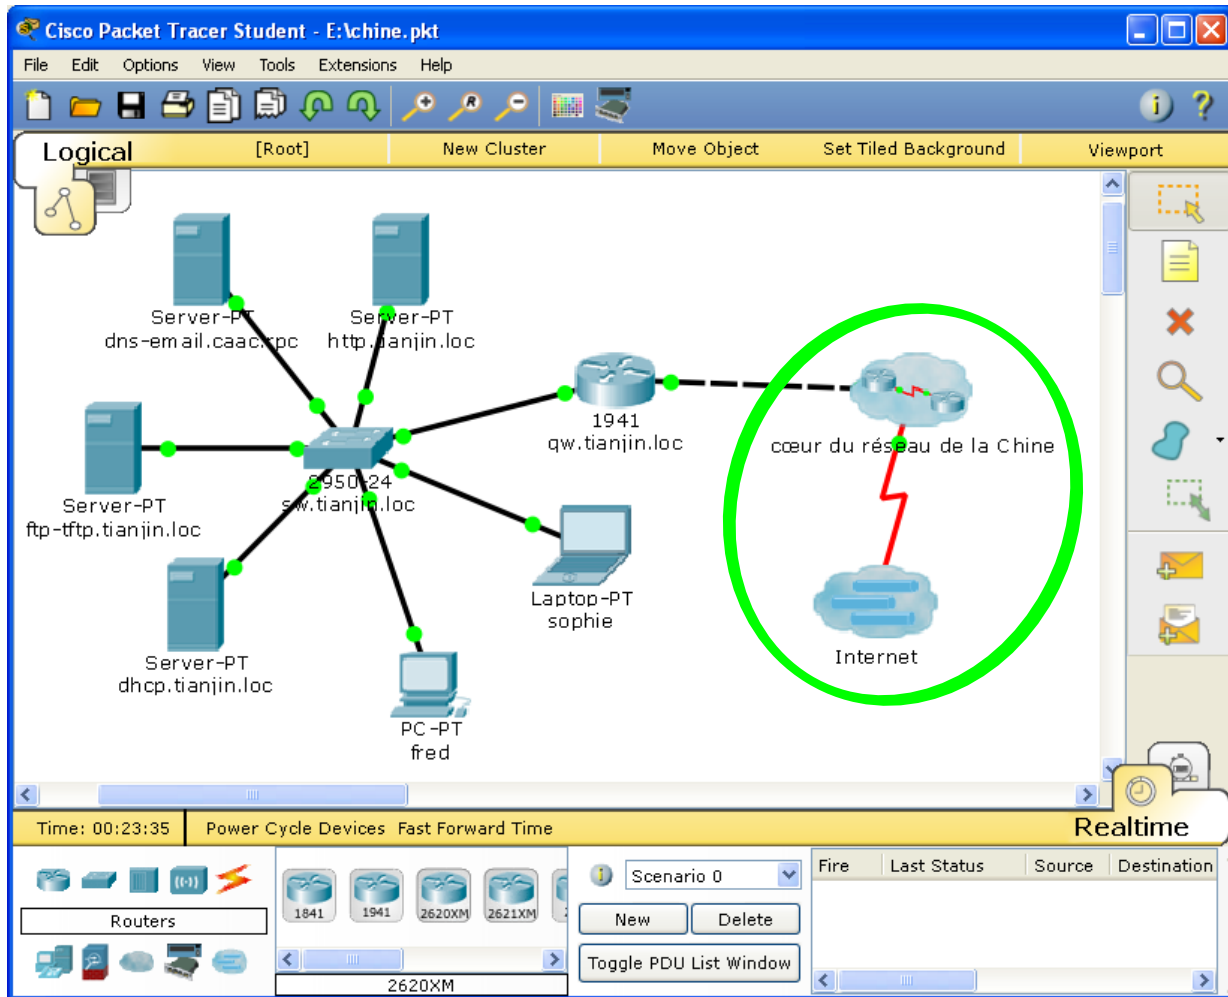 Cisco Packet Tracer Student - E:\chine.pkt
File Edit Options View Tools Extensions Help
Logical [Root] New Cluster Move Object Set Tiled Background Viewport
Server-PT
dns-email.caac.rpc
Server-PT
http.tianjin.loc
1941
gw.tianjin.loc
cœur du réseau de la Chine
2950-24
sw.tianjin.loc
Server-PT
ftp-tftp.tianjin.loc
Laptop-PT
sophie
Internet
Server-PT
dhcp.tianjin.loc
PC-PT
fred
Time: 00:23:35 Power Cycle Devices Fast Forward Time Realtime
Routers
1841 1941 2620XM 2621XM
2620XM
Scenario 0
New Delete
Toggle PDU List Window
Fire Last Status Source Destination